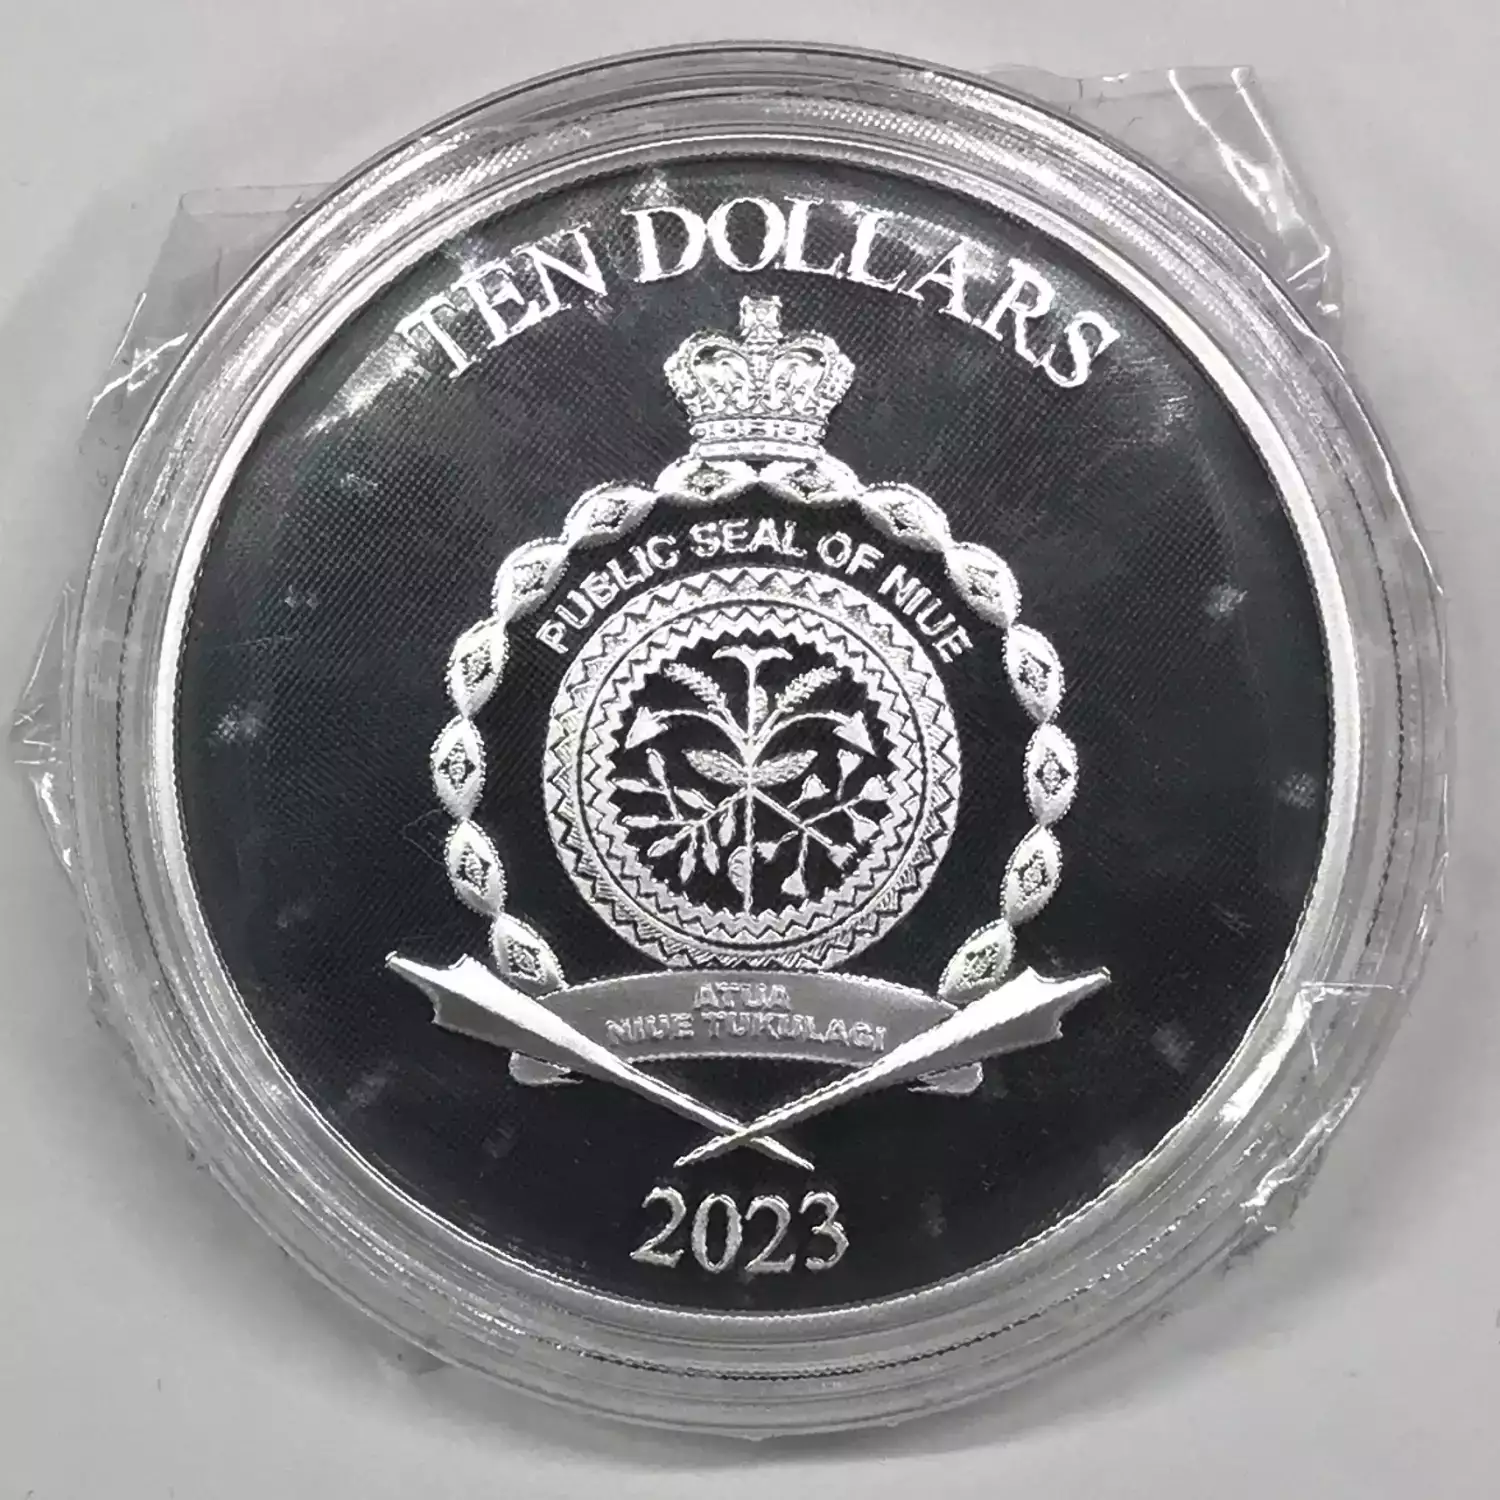 TEN DOLLARS
PUBLIC SEAL OF NIUE
ATUA
NIUE TUKULAGI
2023